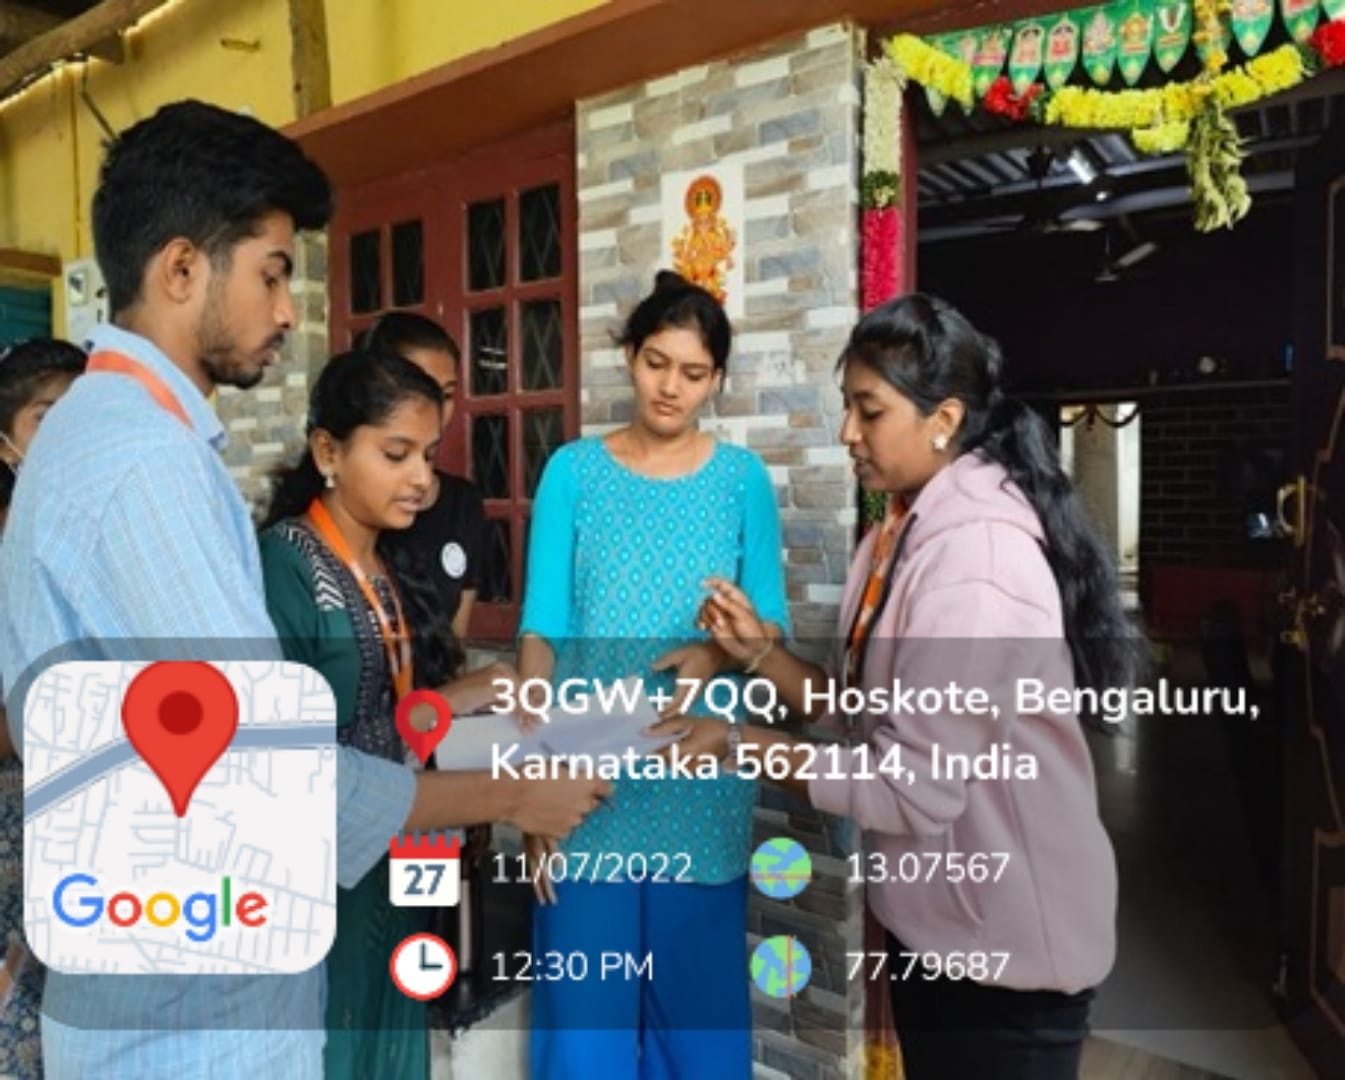 3QGW+7QQ, Hoskote, Bengaluru,
Karnataka 562114, India
27
11/07/2022
13.07567
Google
12:30 PM
77.79687